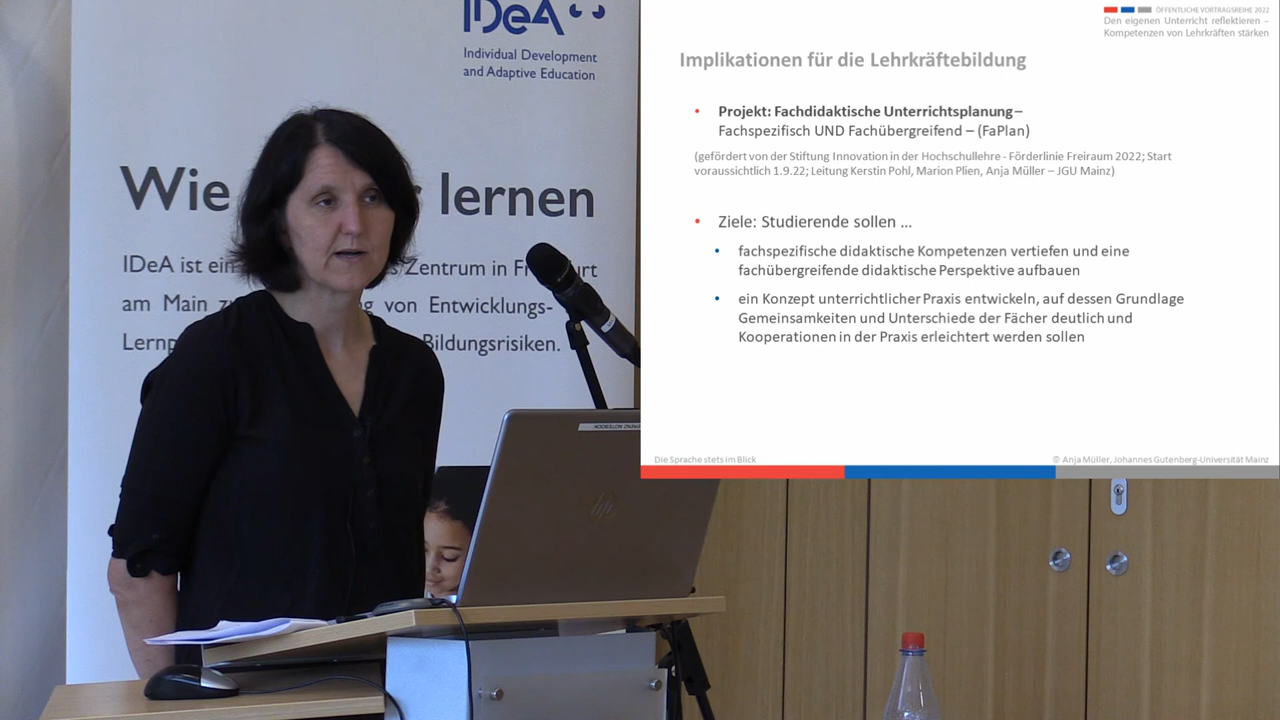 IDeA
Individual Development
and Adaptive Education
Wie lernen
IDeA ist ein Zentrum in Frankfurt
am Main von Entwicklungs-
Bildungsrisiken.
ÖFFENTLICHE VORTRAGSREIHE 2022
Den eigenen Unterricht reflektieren –
Kompetenzen von Lehrkräften stärken
Implikationen für die Lehrkräftebildung
• Projekt: Fachdidaktische Unterrichtsplanung –
Fachspezifisch UND Fachübergreifend – (FaPlan)
(gefördert von der Stiftung Innovation in der Hochschullehre - Förderlinie Freiraum 2022; Start
voraussichtlich 1.9.22; Leitung Kerstin Pohl, Marion Plien, Anja Müller – JGU Mainz)
• Ziele: Studierende sollen …
• fachspezifische didaktische Kompetenzen vertiefen und eine
fachübergreifende didaktische Perspektive aufbauen
• ein Konzept unterrichtlicher Praxis entwickeln, auf dessen Grundlage
Gemeinsamkeiten und Unterschiede der Fächer deutlich und
Kooperationen in der Praxis erleichtert werden sollen
Die Sprache stets im Blick
© Anja Müller, Johannes Gutenberg-Universität Mainz
hp